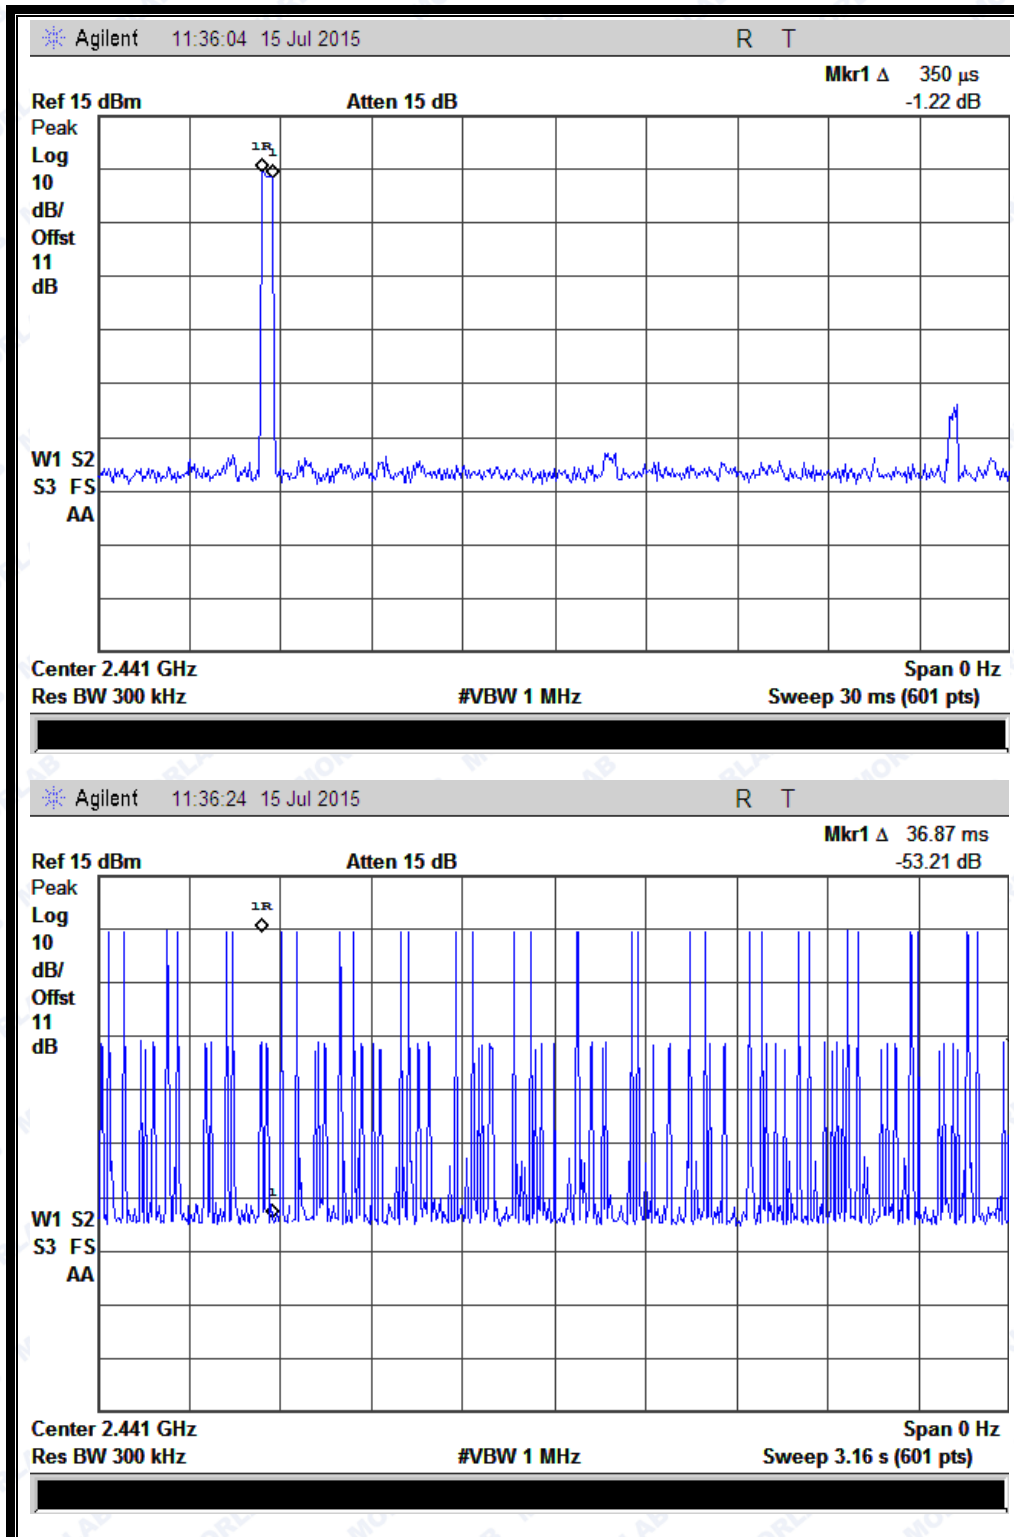 Agilent 11:36:04 15 Jul 2015 R T
Mkr1 Δ 350 μs
Ref 15 dBm Atten 15 dB -1.22 dB
Peak
Log
10
dB/
Offst
11
dB
1R
1
W1 S2
S3 FS
AA
Center 2.441 GHz Span 0 Hz
Res BW 300 kHz #VBW 1 MHz Sweep 30 ms (601 pts)
Agilent 11:36:24 15 Jul 2015 R T
Mkr1 Δ 36.87 ms
Ref 15 dBm Atten 15 dB -53.21 dB
Peak
Log
10
dB/
Offst
11
dB
1R
1
W1 S2
S3 FS
AA
Center 2.441 GHz Span 0 Hz
Res BW 300 kHz #VBW 1 MHz Sweep 3.16 s (601 pts)